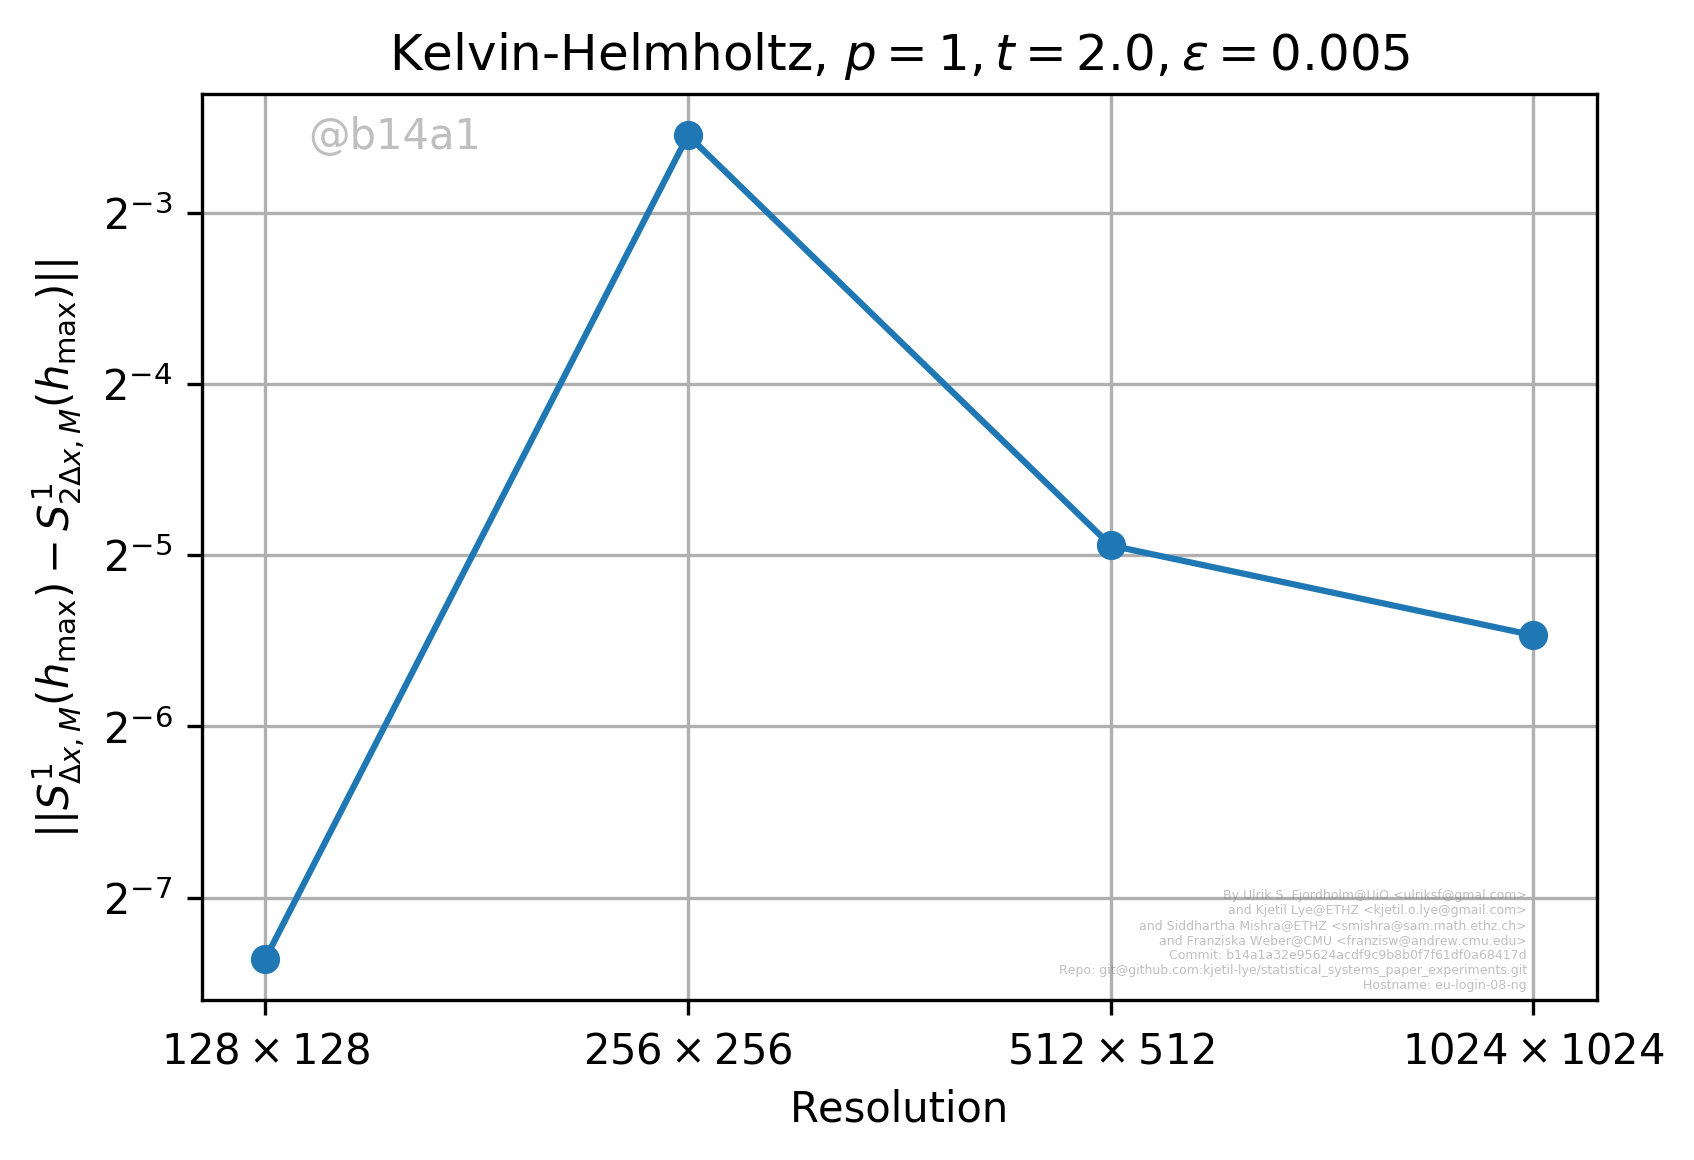 Kelvin-Helmholtz, p = 1, t = 2.0, ε = 0.005
@b14a1
||S¹_{Δx,M}(h_max) − S¹_{2Δx,M}(h_max)||
2⁻³
2⁻⁴
2⁻⁵
2⁻⁶
2⁻⁷
By Ulrik S. Fjordholm@UiO <ulriksf@gmal.com>
and Kjetil Lye@ETHZ <kjetil.o.lye@gmail.com>
and Siddhartha Mishra@ETHZ <smishra@sam.math.ethz.ch>
and Franziska Weber@CMU <franzisw@andrew.cmu.edu>
Commit: b14a1a32e95624acdf9c9b8b0f7f61df0a68417d
Repo: git@github.com:kjetil-lye/statistical_systems_paper_experiments.git
Hostname: eu-login-08-ng
128 × 128
256 × 256
512 × 512
1024 × 1024
Resolution